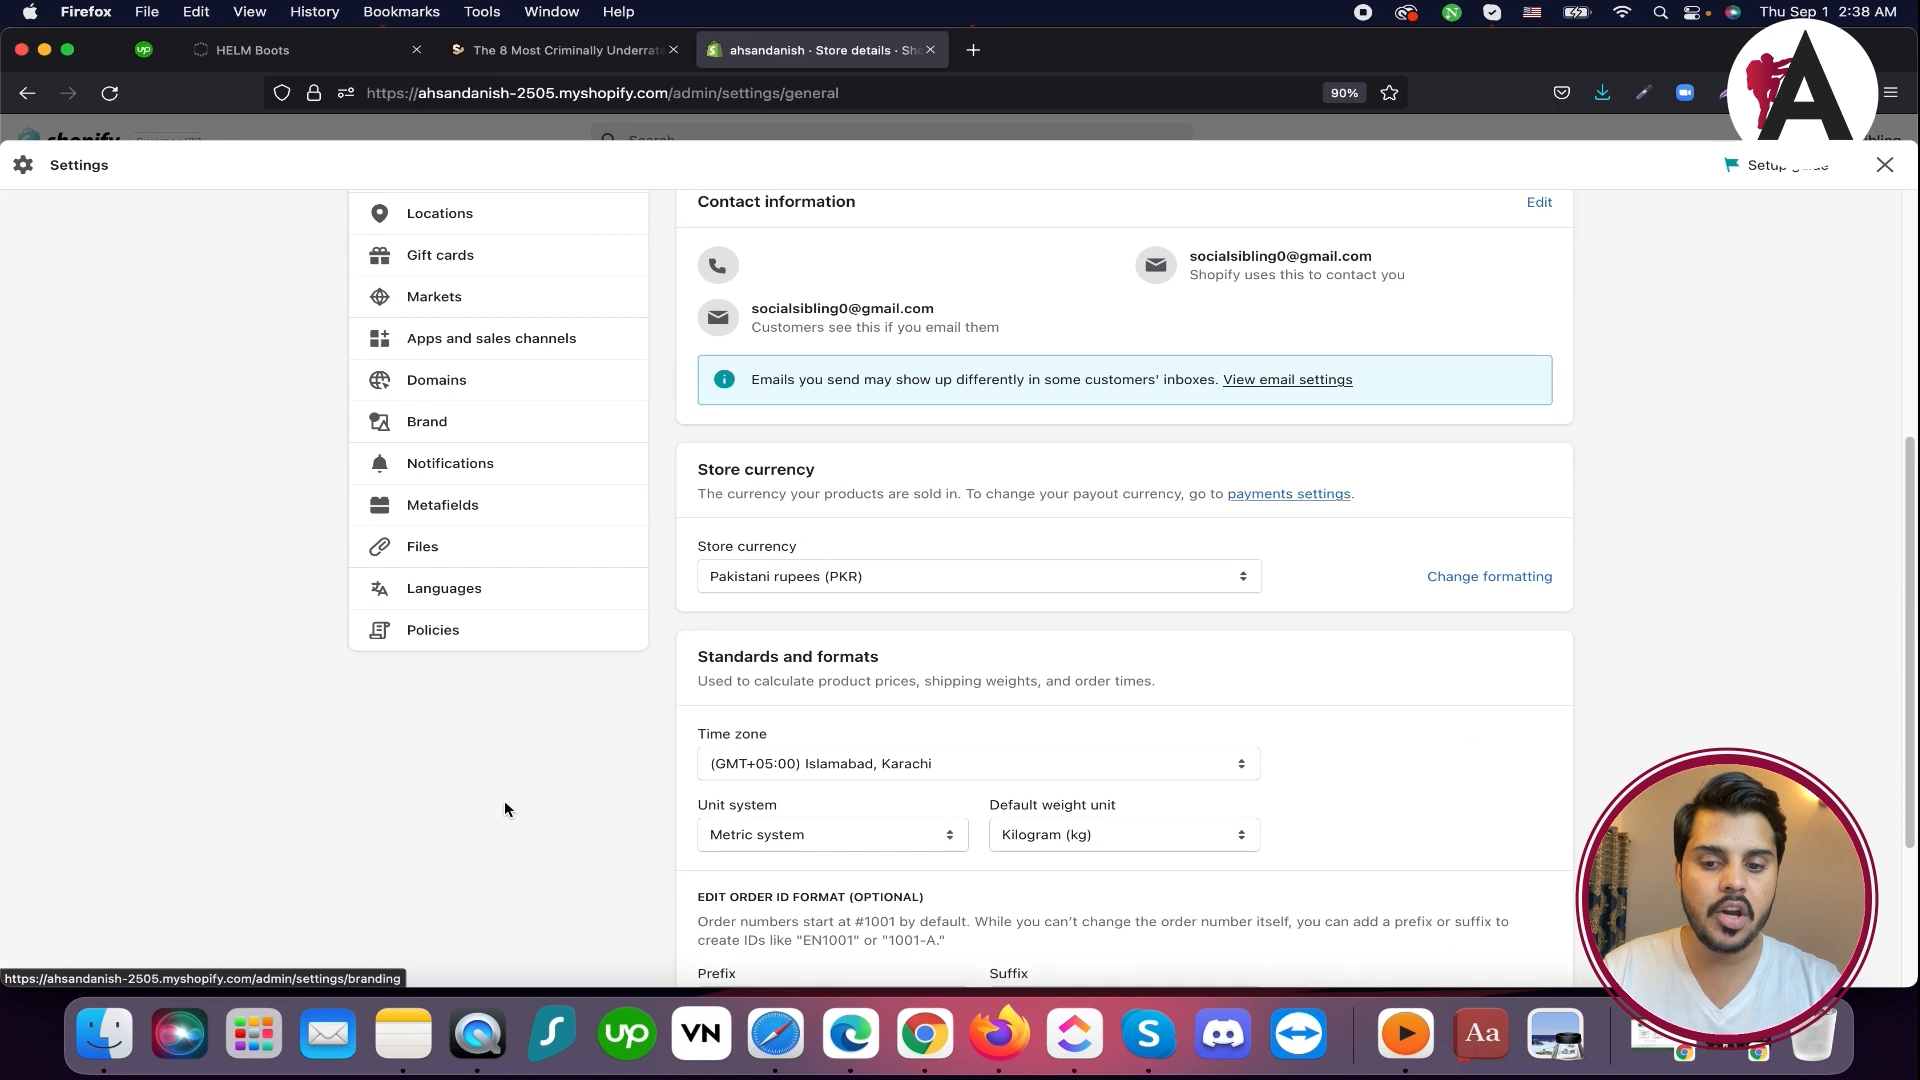 Firefox File Edit View History Bookmarks Tools Window Help
Thu Sep 1 2:38 AM
HELM Boots
The 8 Most Criminally Underrate
ahsandanish · Store details · Sho
https://ahsandanish-2505.myshopify.com/admin/settings/general
90%
A
shopify
Search
Settings
Setup guide
Locations
Gift cards
Markets
Apps and sales channels
Domains
Brand
Notifications
Metafields
Files
Languages
Policies
Contact information
Edit
socialsibling0@gmail.com
Shopify uses this to contact you
socialsibling0@gmail.com
Customers see this if you email them
Emails you send may show up differently in some customers' inboxes. View email settings
Store currency
The currency your products are sold in. To change your payout currency, go to payments settings.
Store currency
Pakistani rupees (PKR)
Change formatting
Standards and formats
Used to calculate product prices, shipping weights, and order times.
Time zone
(GMT+05:00) Islamabad, Karachi
Unit system
Default weight unit
Metric system
Kilogram (kg)
EDIT ORDER ID FORMAT (OPTIONAL)
Order numbers start at #1001 by default. While you can't change the order number itself, you can add a prefix or suffix to
create IDs like "EN1001" or "1001-A."
Prefix
Suffix
https://ahsandanish-2505.myshopify.com/admin/settings/branding
up
VN
S
Aa